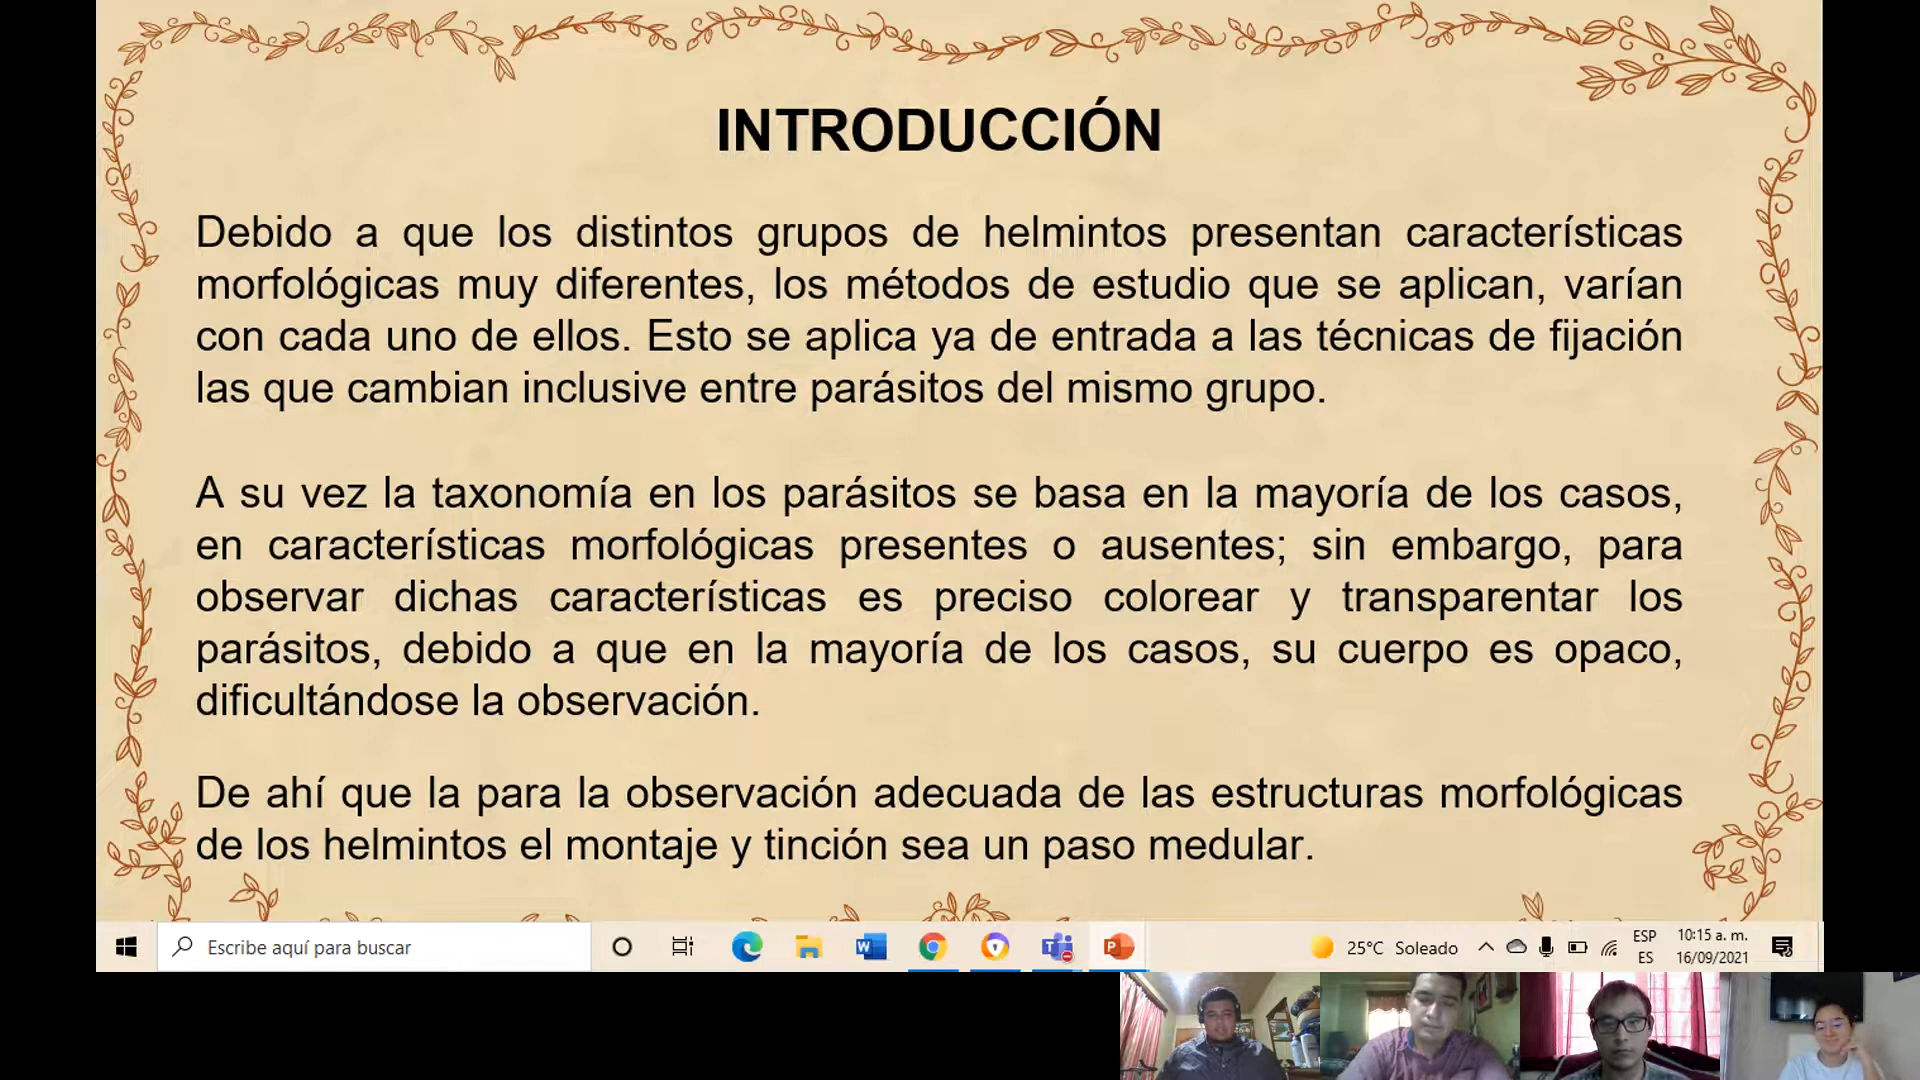 INTRODUCCIÓN
Debido a que los distintos grupos de helmintos presentan características
morfológicas muy diferentes, los métodos de estudio que se aplican, varían
con cada uno de ellos. Esto se aplica ya de entrada a las técnicas de fijación
las que cambian inclusive entre parásitos del mismo grupo.
A su vez la taxonomía en los parásitos se basa en la mayoría de los casos,
en características morfológicas presentes o ausentes; sin embargo, para
observar dichas características es preciso colorear y transparentar los
parásitos, debido a que en la mayoría de los casos, su cuerpo es opaco,
dificultándose la observación.
De ahí que la para la observación adecuada de las estructuras morfológicas
de los helmintos el montaje y tinción sea un paso medular.
Escribe aquí para buscar
25°C Soleado
ESP
ES
10:15 a. m.
16/09/2021